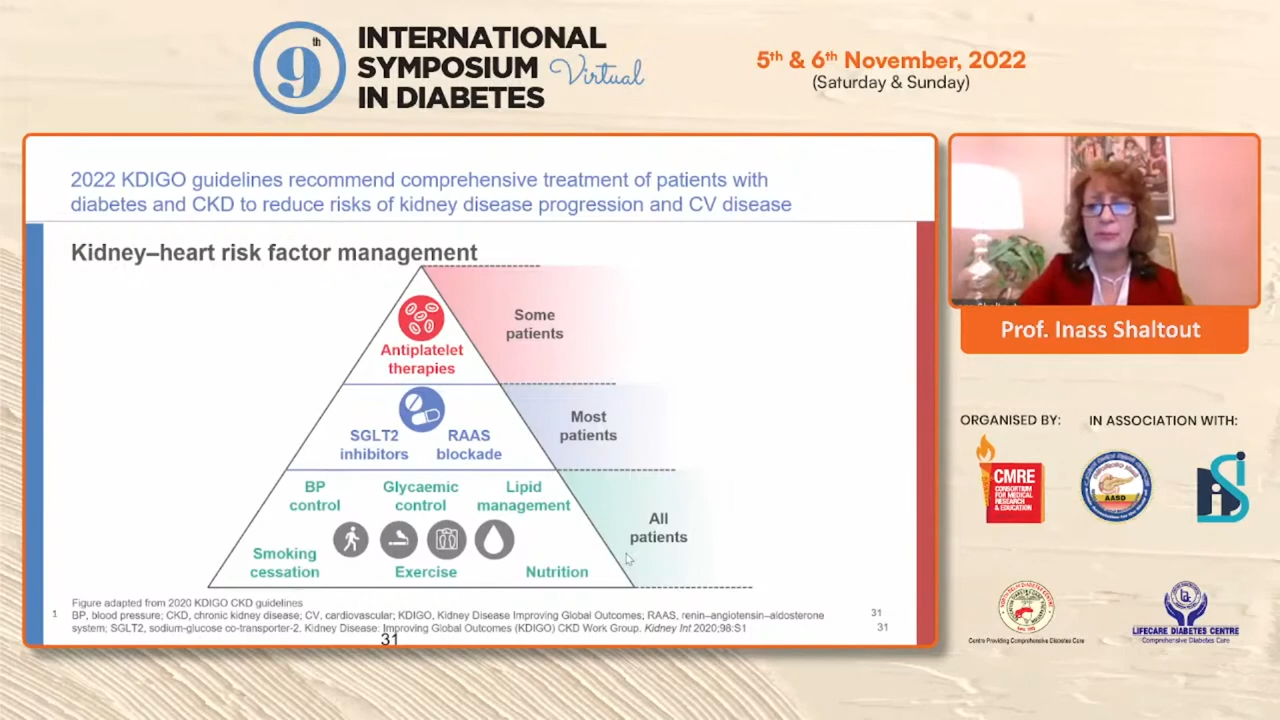 9th
INTERNATIONAL
SYMPOSIUM Virtual
IN DIABETES
5th & 6th November, 2022
(Saturday & Sunday)
2022 KDIGO guidelines recommend comprehensive treatment of patients with
diabetes and CKD to reduce risks of kidney disease progression and CV disease
Kidney–heart risk factor management
Antiplatelet
therapies
Some
patients
SGLT2
inhibitors
RAAS
blockade
Most
patients
BP
control
Glycaemic
control
Lipid
management
All
patients
Smoking
cessation
Exercise
Nutrition
Figure adapted from 2020 KDIGO CKD guidelines
1
BP, blood pressure; CKD, chronic kidney disease; CV, cardiovascular; KDIGO, Kidney Disease Improving Global Outcomes; RAAS, renin–angiotensin–aldosterone
system; SGLT2, sodium-glucose co-transporter-2. Kidney Disease: Improving Global Outcomes (KDIGO) CKD Work Group. Kidney Int 2020;98:S1
31
31
31
Prof. Inass Shaltout
ORGANISED BY:
IN ASSOCIATION WITH:
CMRE
CONSORTIUM
FOR MEDICAL
RESEARCH
& EDUCATION
AASD
Centre Providing Comprehensive Diabetes Care
LIFECARE DIABETES CENTRE
Comprehensive Diabetes Care